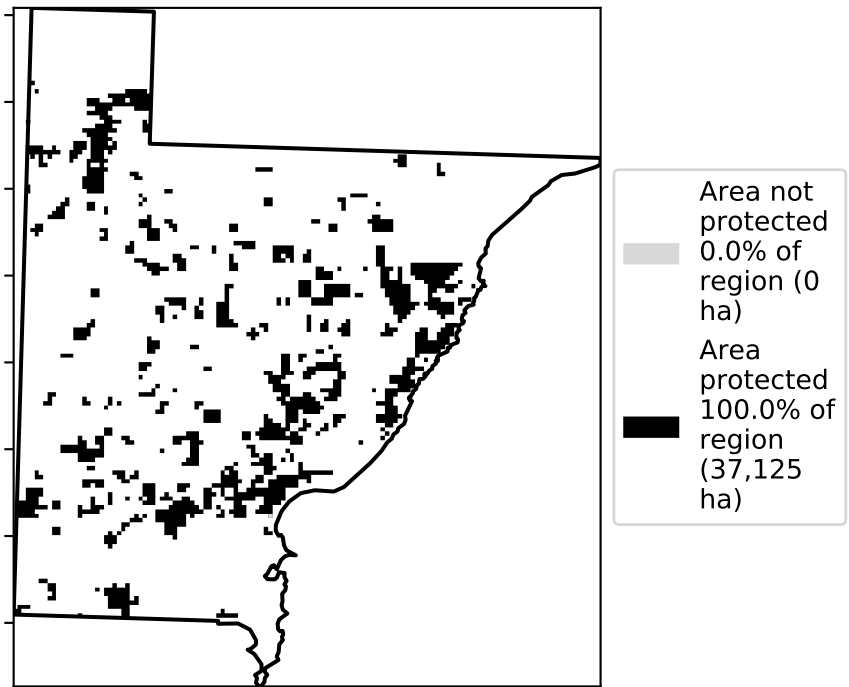 Area not
protected
0.0% of
region (0
ha)
Area
protected
100.0% of
region
(37,125
ha)